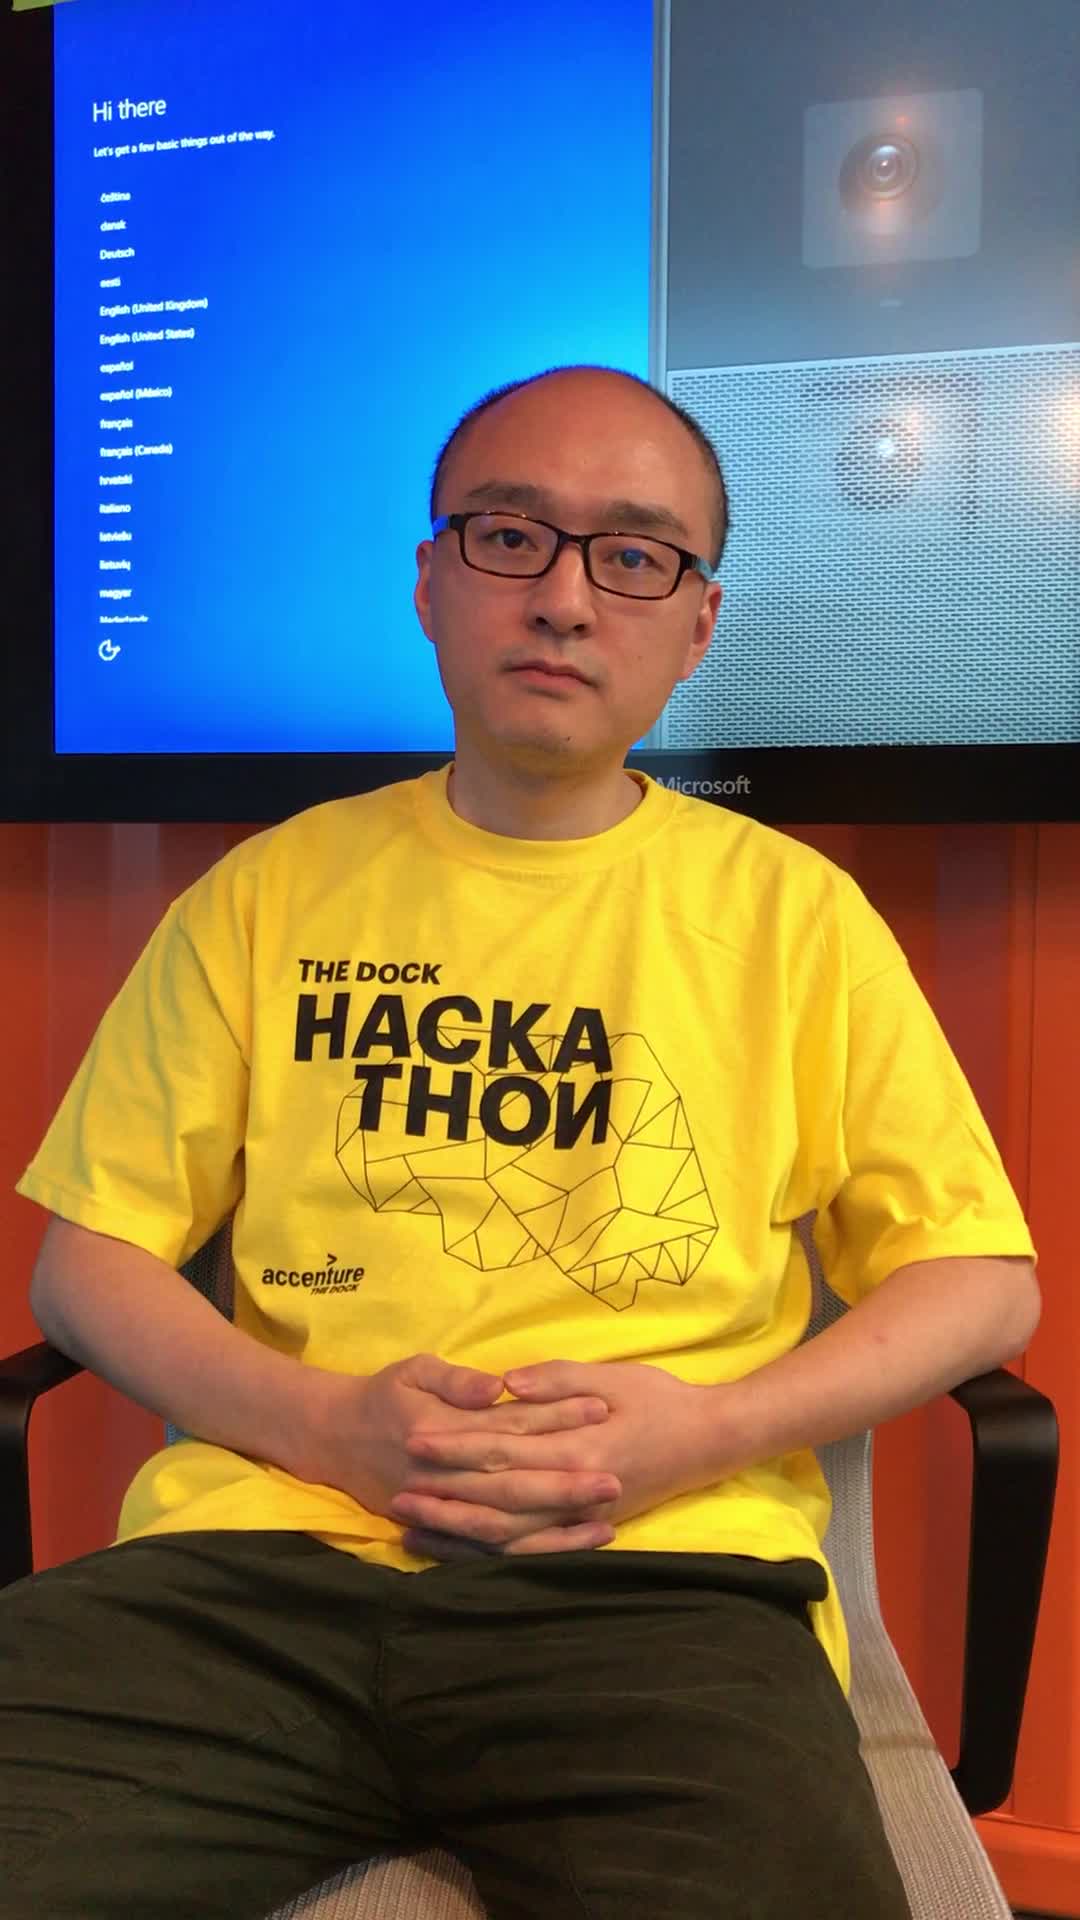 Hi there
Let's get a few basic things out of the way.
čeština
dansk
Deutsch
eesti
English (United Kingdom)
English (United States)
español
español (México)
français
français (Canada)
hrvatski
italiano
latviešu
lietuvių
magyar
Nederlands
Microsoft
THE DOCK
HACKA
THON
accenture
THE DOCK